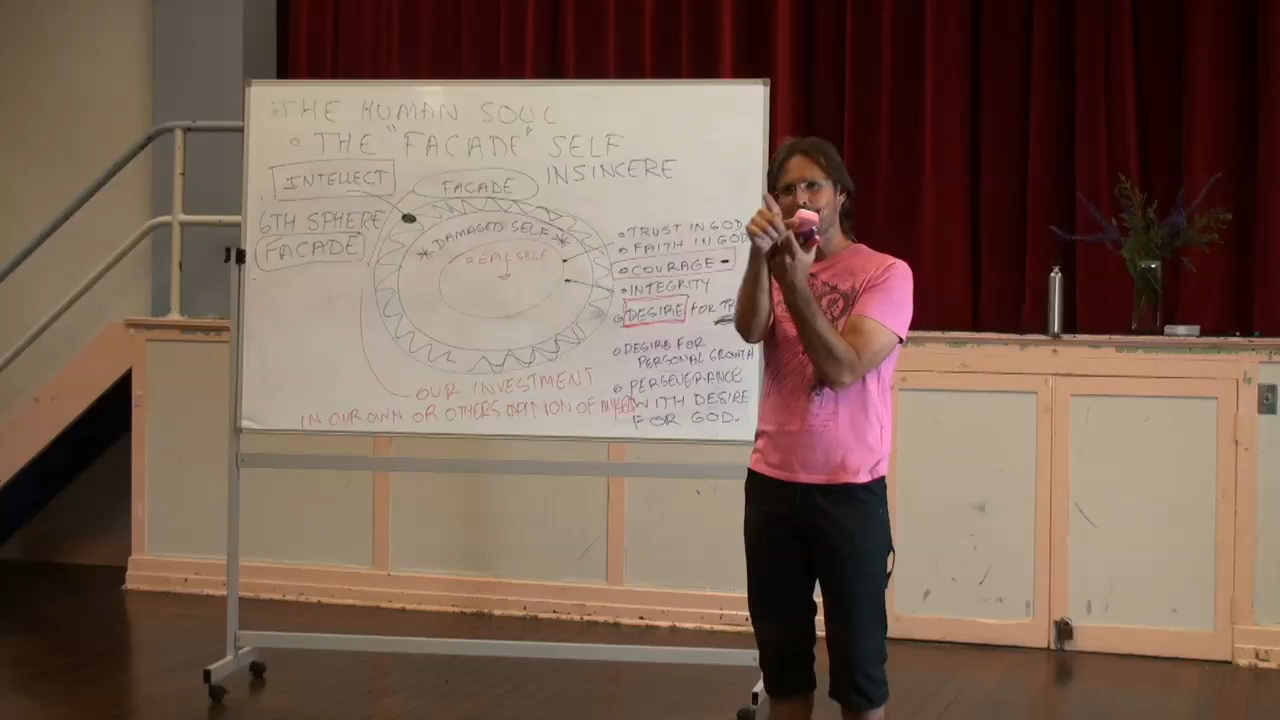 THE HUMAN SOUL
• THE "FACADE" SELF
INSINCERE
INTELLECT
FACADE
6TH SPHERE
FACADE
* DAMAGED SELF *
REAL SELF
• TRUST IN GOD
• FAITH IN GOD
• COURAGE
• INTEGRITY
• DESIRE FOR
• DESIRE FOR
PERSONAL GROWTH
• PERSEVERANCE
WITH DESIRE
FOR GOD.
OUR INVESTMENT
IN OUR OWN OR OTHERS OPINION OF